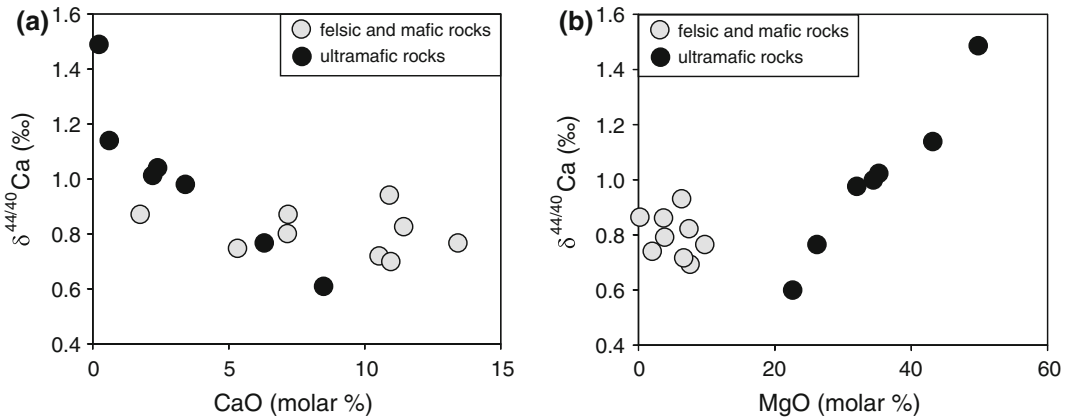 (a)
1.6
1.4
1.2
1.0
0.8
0.6
0.4
δ44/40Ca (‰)
felsic and mafic rocks
ultramafic rocks
0 5 10 15
CaO (molar %)
(b)
1.6
1.4
1.2
1.0
0.8
0.6
0.4
δ44/40Ca (‰)
felsic and mafic rocks
ultramafic rocks
0 20 40 60
MgO (molar %)